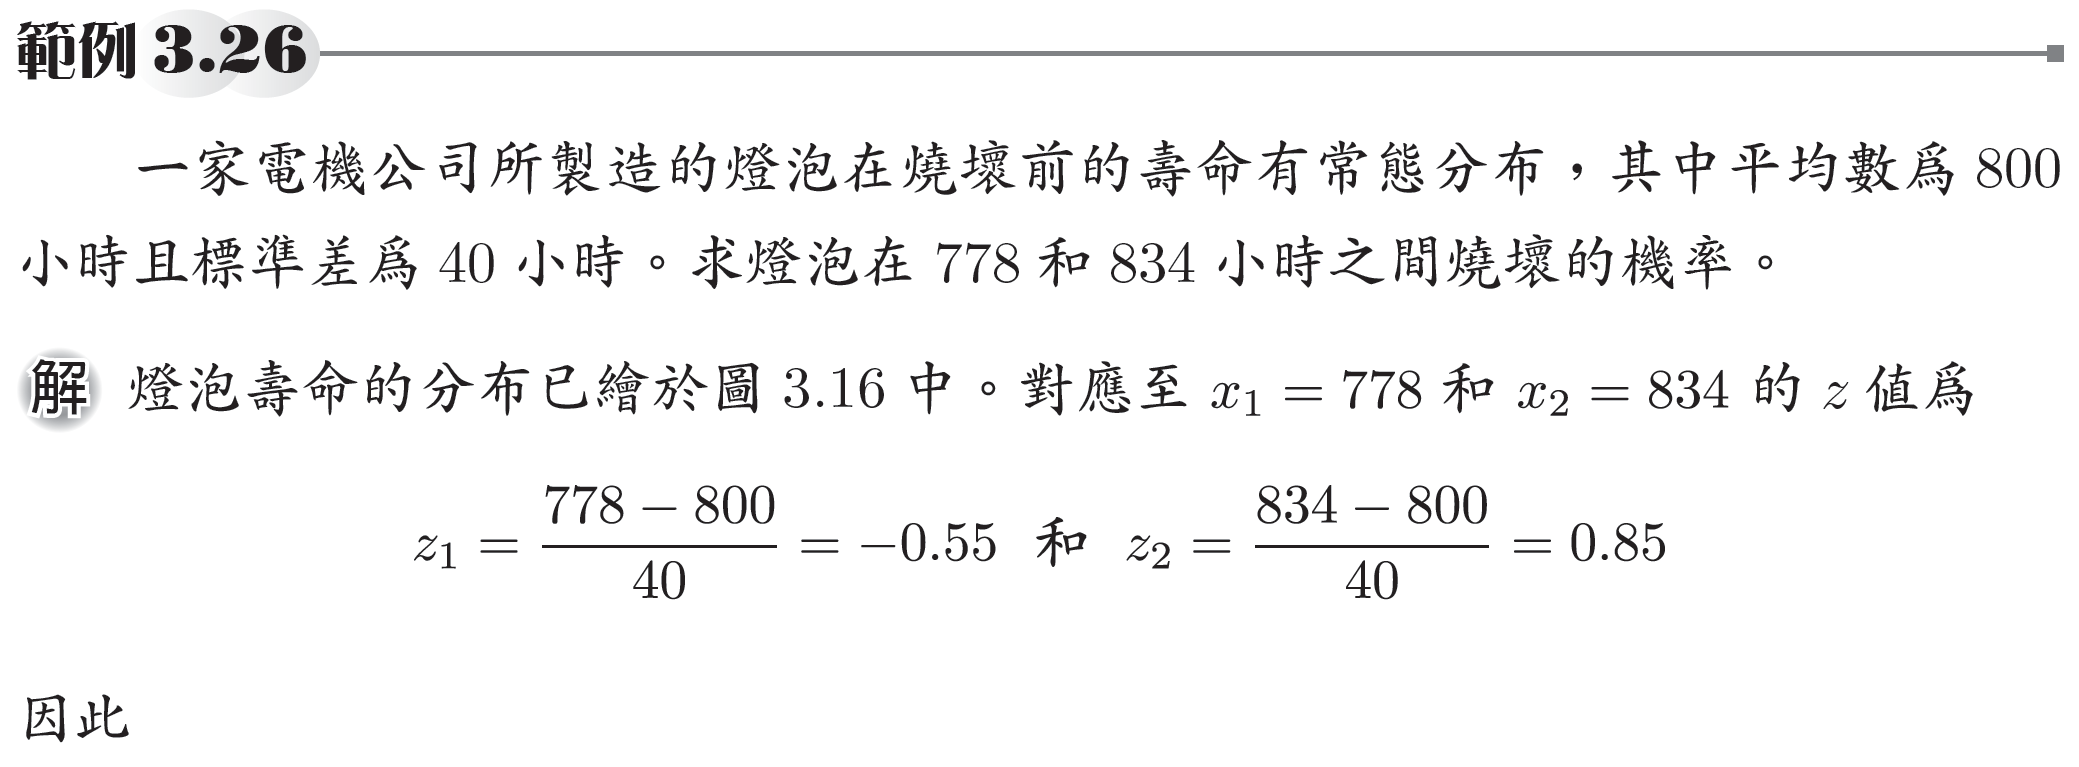 範例 3.26
一家電機公司所製造的燈泡在燒壞前的壽命有常態分布，其中平均數爲 800
小時且標準差爲 40 小時。求燈泡在 778 和 834 小時之間燒壞的機率。
解 燈泡壽命的分布已繪於圖 3.16 中。對應至 x₁ = 778 和 x₂ = 834 的 z 值爲
z₁ = (778 − 800)/40 = −0.55 和 z₂ = (834 − 800)/40 = 0.85
因此